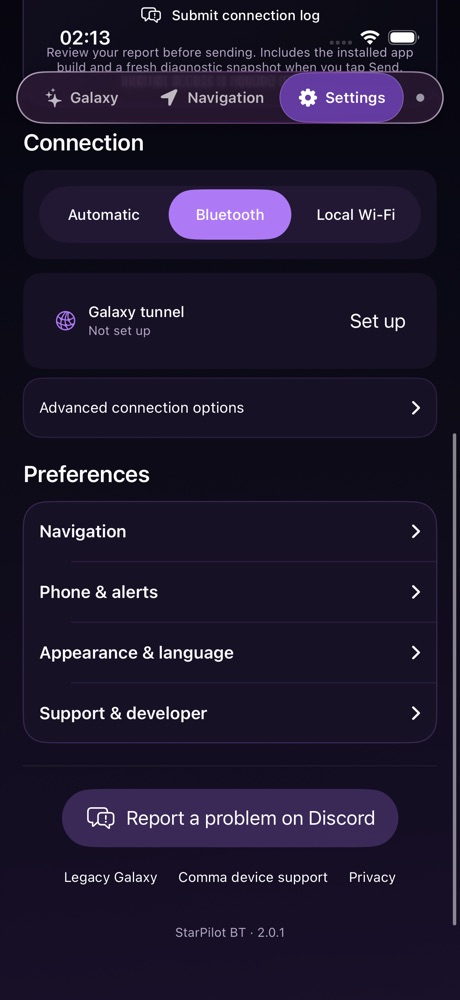 Submit connection log
02:13
Review your report before sending. Includes the installed app
build and a fresh diagnostic snapshot when you tap Send.
Galaxy
Navigation
Settings
Connection
Automatic
Bluetooth
Local Wi-Fi
Galaxy tunnel
Not set up
Set up
Advanced connection options
Preferences
Navigation
Phone & alerts
Appearance & language
Support & developer
Report a problem on Discord
Legacy Galaxy
Comma device support
Privacy
StarPilot BT · 2.0.1